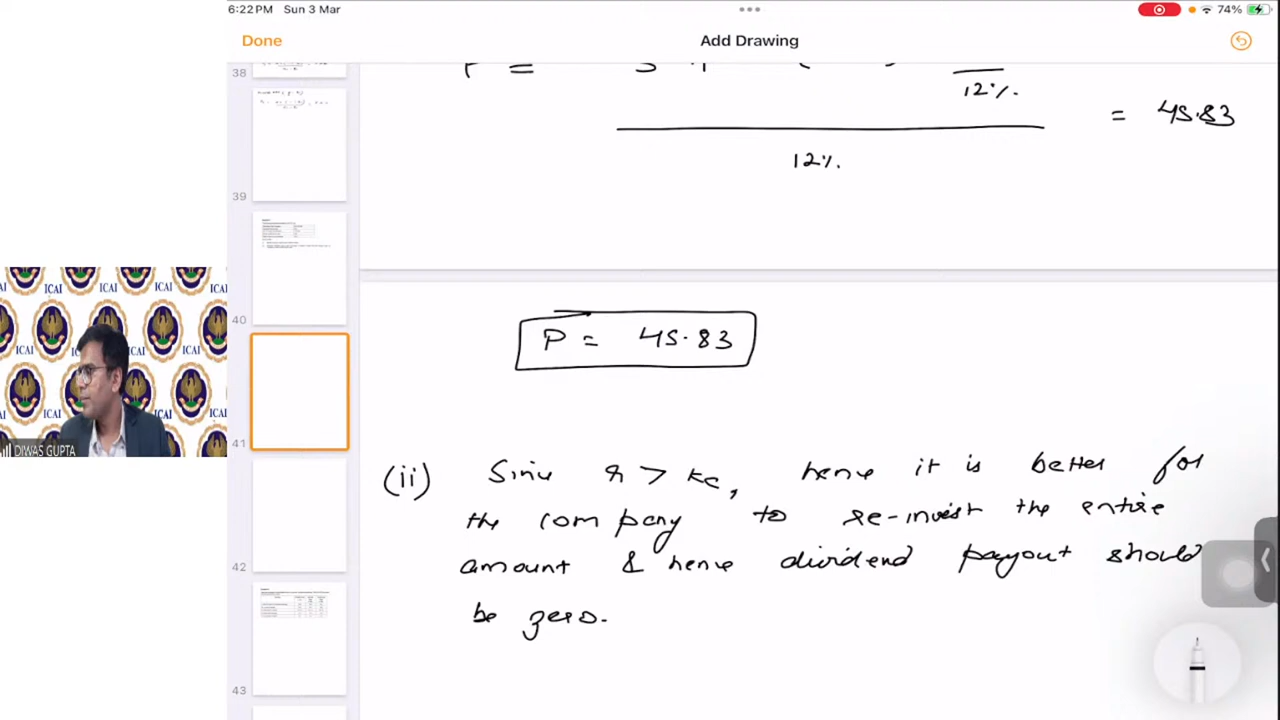 6:22 PM Sun 3 Mar
74%
Done
Add Drawing
38
12%.
= 45.83
12%.
39
40
P = 45.83
41
(ii) Since r > ke, hence it is better for
the company to re-invest the entire
amount & hence dividend payout should
be zero.
42
43
ICAI ICAI
ICAI
DIWAS GUPTA